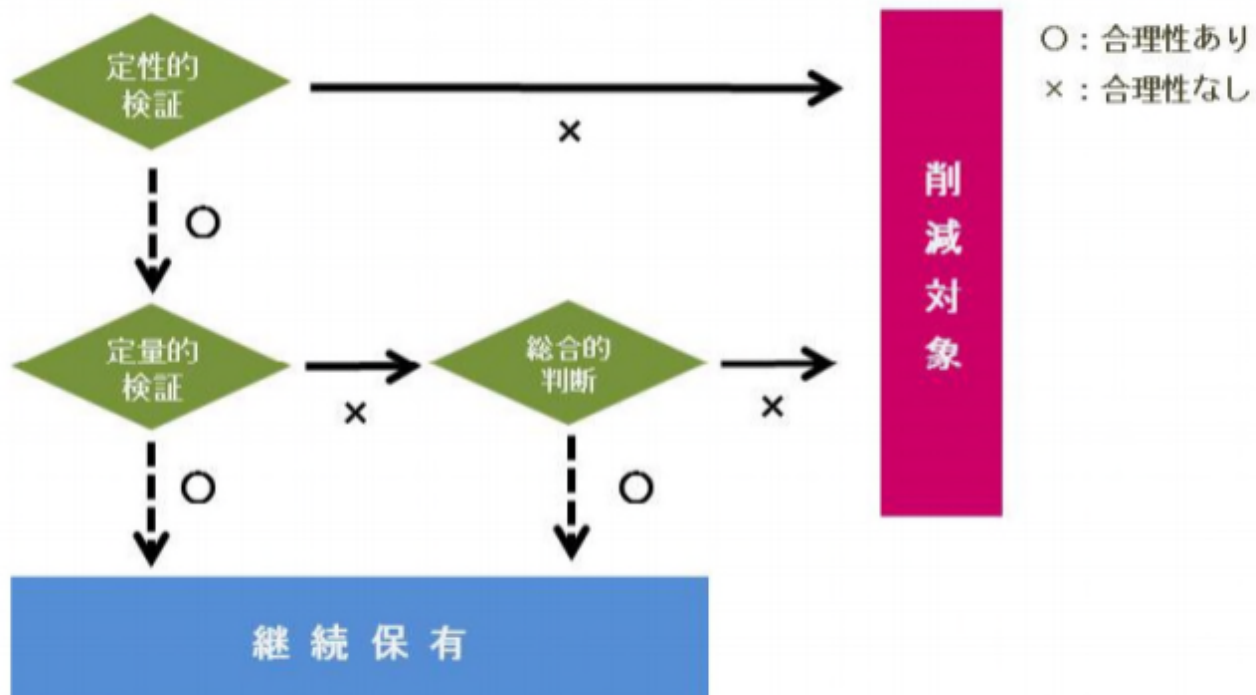 定性的
検証
×
○：合理性あり
×：合理性なし
○
削減対象
定量的
検証
×
総合的
判断
×
○
○
継続保有